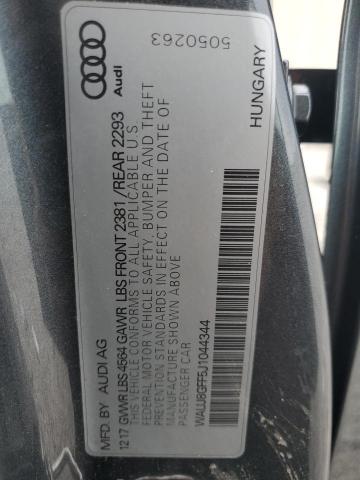 Audi
5050263
HUNGARY
MFD. BY AUDI AG
12 17 GVWR LBS 4564 GAWR LBS FRONT 2381 / REAR 2293
THIS VEHICLE CONFORMS TO ALL APPLICABLE U.S.
FEDERAL MOTOR VEHICLE SAFETY, BUMPER AND THEFT
PREVENTION STANDARDS IN EFFECT ON THE DATE OF
MANUFACTURE SHOWN ABOVE
PASSENGER CAR
WAUJ8GFF5J1044344